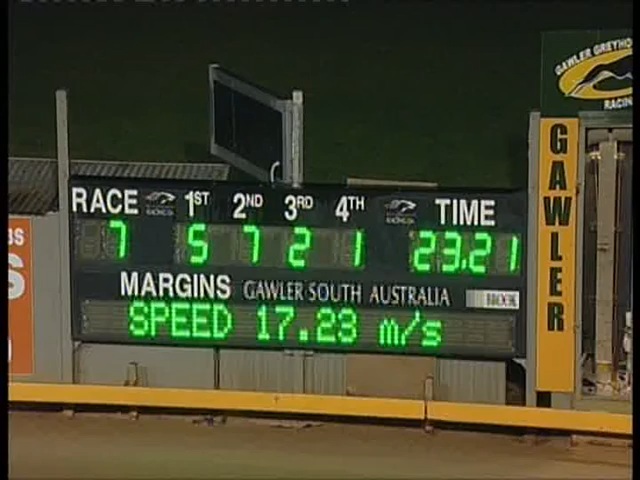 GAWLER GREYHO
RACIN
GAWLER
RACE 1ST 2ND 3RD 4TH TIME
7 5 7 2 1 23.21
MARGINS GAWLER SOUTH AUSTRALIA
SPEED 17.23 m/s
BS
S